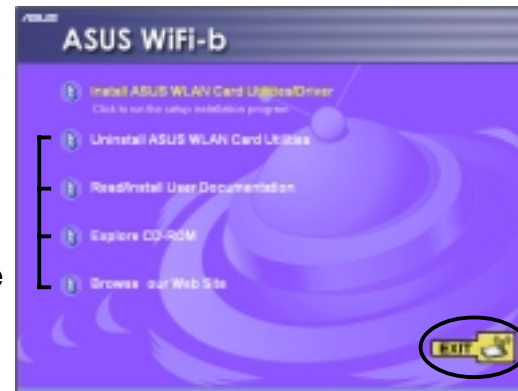 ASUS
ASUS WiFi-b
Install ASUS WLAN Card Utilities/Driver
Click to run the setup installation program.
Uninstall ASUS WLAN Card Utilities
Read/Install User Documentation
Explore CD-ROM
e
Browse our Web Site
EXIT